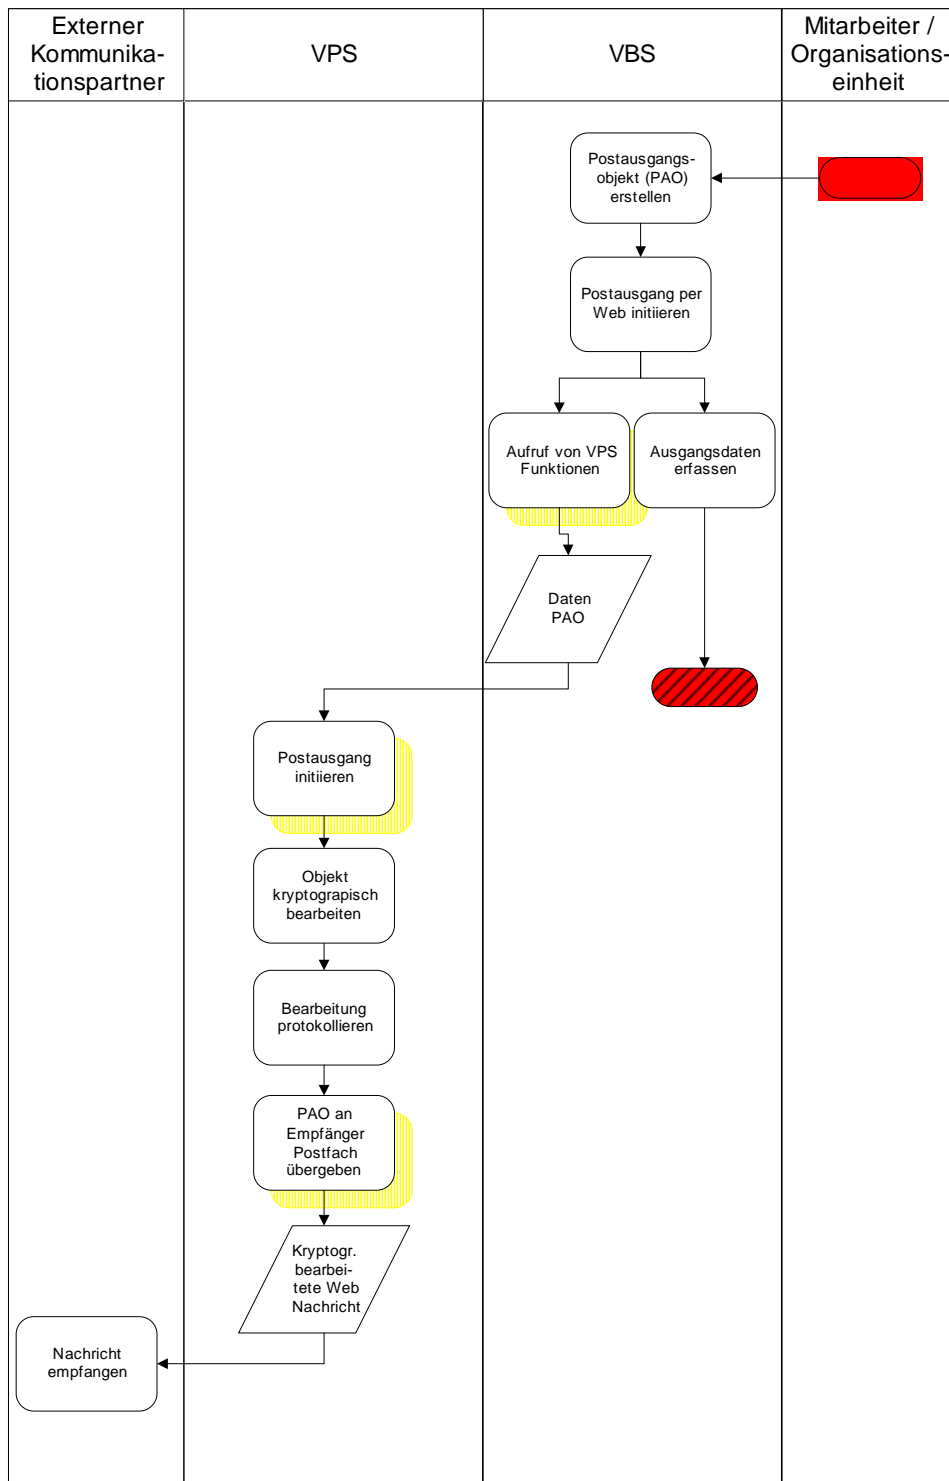 Externer
Kommunika-
tionspartner
VPS
VBS
Mitarbeiter /
Organisations-
einheit
Postausgangs-
objekt (PAO)
erstellen
Postausgang per
Web initiieren
Aufruf von VPS
Funktionen
Ausgangsdaten
erfassen
Daten
PAO
Postausgang
initiieren
Objekt
kryptograpisch
bearbeiten
Bearbeitung
protokollieren
PAO an
Empfänger
Postfach
übergeben
Kryptogr.
bearbei-
tete Web
Nachricht
Nachricht
empfangen